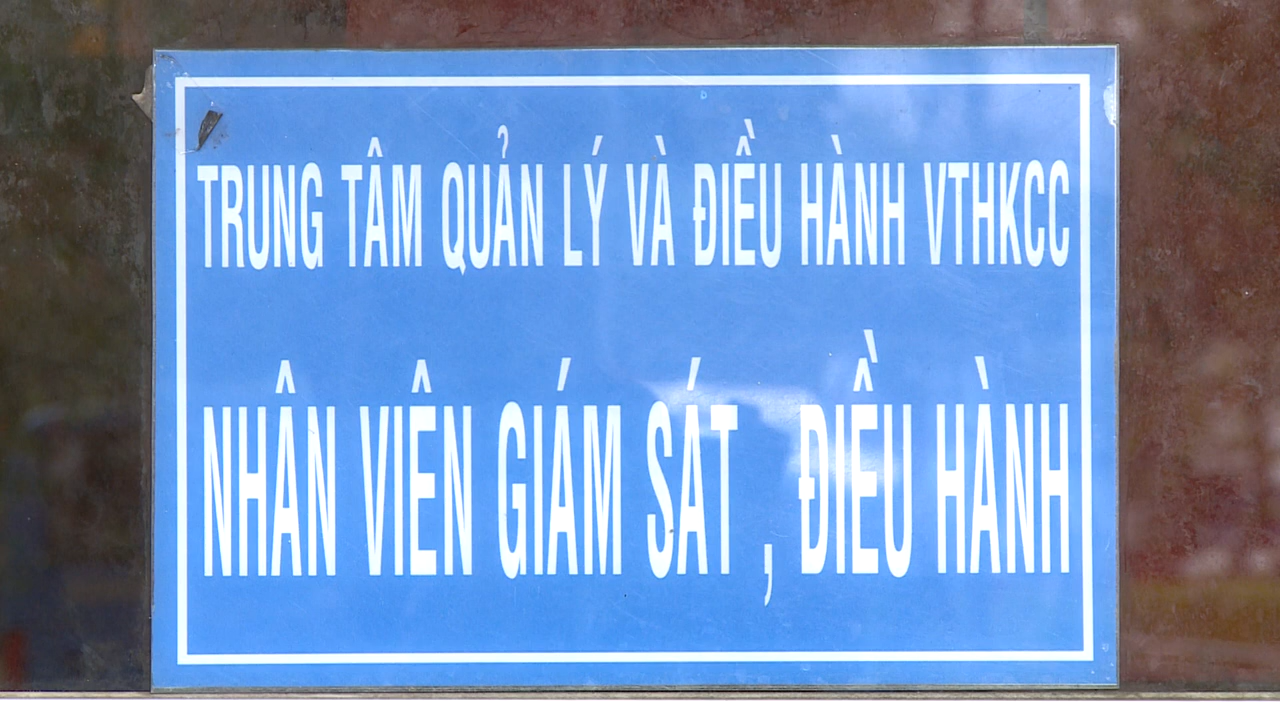 TRUNG TÂM QUẢN LÝ VÀ ĐIỀU HÀNH VTHKCC
NHÂN VIÊN GIÁM SÁT , ĐIỀU HÀNH